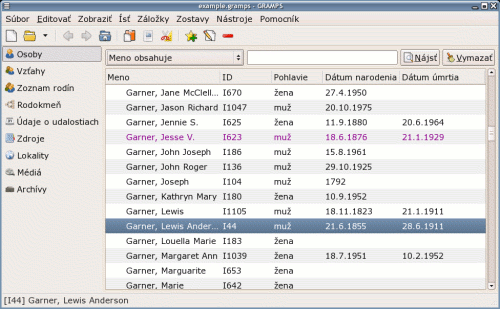 example.gramps - GRAMPS
Súbor Editovať Zobraziť Ísť Záložky Zostavy Nástroje Pomocník
Osoby
Vzťahy
Zoznam rodín
Rodokmeň
Údaje o udalostiach
Zdroje
Lokality
Médiá
Archívy
Meno obsahuje Nájsť Vymazať
Meno ID Pohlavie Dátum narodenia Dátum úmrtia
Garner, Jane McClell... I670 žena 27.4.1950
Garner, Jason Richard I1047 muž 20.10.1975
Garner, Jennie S. I625 žena 11.9.1880 20.6.1964
Garner, Jesse V. I623 muž 18.6.1876 21.1.1929
Garner, John Joseph I186 muž 15.8.1961
Garner, John Roger I136 muž 29.10.1925
Garner, Joseph I104 muž 1792
Garner, Kathryn Mary I180 žena 10.9.1952
Garner, Lewis I1105 muž 18.11.1823 21.1.1911
Garner, Lewis Ander... I44 muž 21.6.1855 28.6.1911
Garner, Louella Marie I183 žena
Garner, Margaret Ann I1039 žena 18.7.1951 10.2.1952
Garner, Marguarite I653 žena
Garner, Marie I642 žena
[I44] Garner, Lewis Anderson